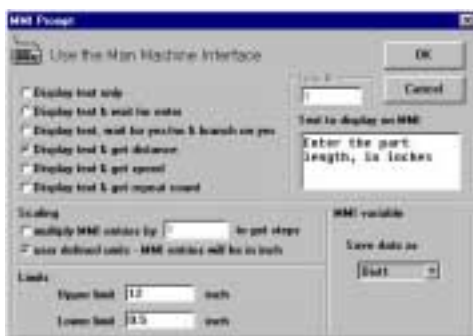 MMI Prompt
Use the Man Machine Interface
OK
Cancel
Display text only
Display text & wait for enter
Display text, wait for yes/no & branch on yes
Display text & get distance
Display text & get speed
Display text & get repeat count
Text to display on MMI
Enter the part
length, in inches
Scaling
multiply MMI entries by
to get steps
user defined units - MMI entries will be in inch
MMI variable
Save data as
Dist1
Limits
Upper limit 12 inch
Lower limit 0.5 inch